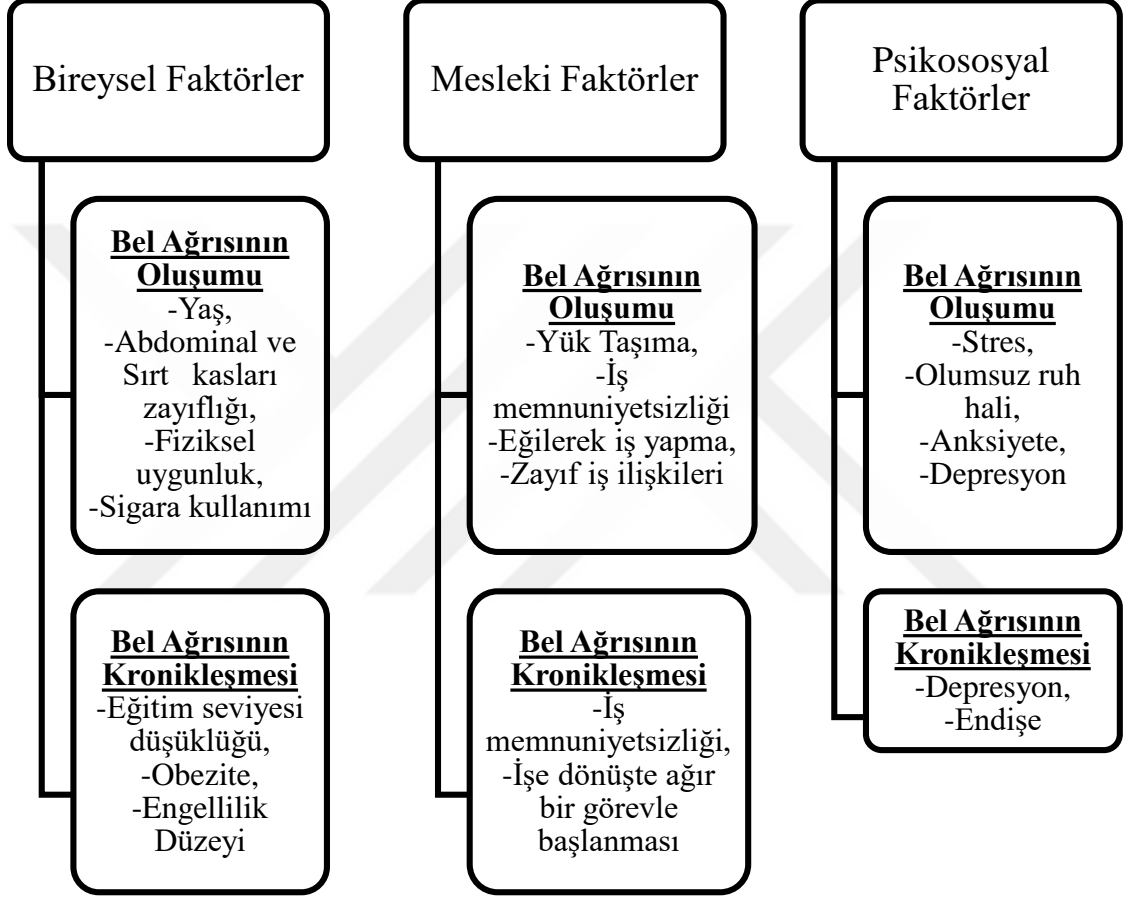 Bireysel Faktörler
Bel Ağrısının
Oluşumu
-Yaş,
-Abdominal ve
Sırt kasları
zayıflığı,
-Fiziksel
uygunluk,
-Sigara kullanımı
Bel Ağrısının
Kronikleşmesi
-Eğitim seviyesi
düşüklüğü,
-Obezite,
-Engellilik
Düzeyi
Mesleki Faktörler
Bel Ağrısının
Oluşumu
-Yük Taşıma,
-İş
memnuniyetsizliği
-Eğilerek iş yapma,
-Zayıf iş ilişkileri
Bel Ağrısının
Kronikleşmesi
-İş
memnuniyetsizliği,
-İşe dönüşte ağır
bir görevle
başlanması
Psikososyal
Faktörler
Bel Ağrısının
Oluşumu
-Stres,
-Olumsuz ruh
hali,
-Anksiyete,
-Depresyon
Bel Ağrısının
Kronikleşmesi
-Depresyon,
-Endişe